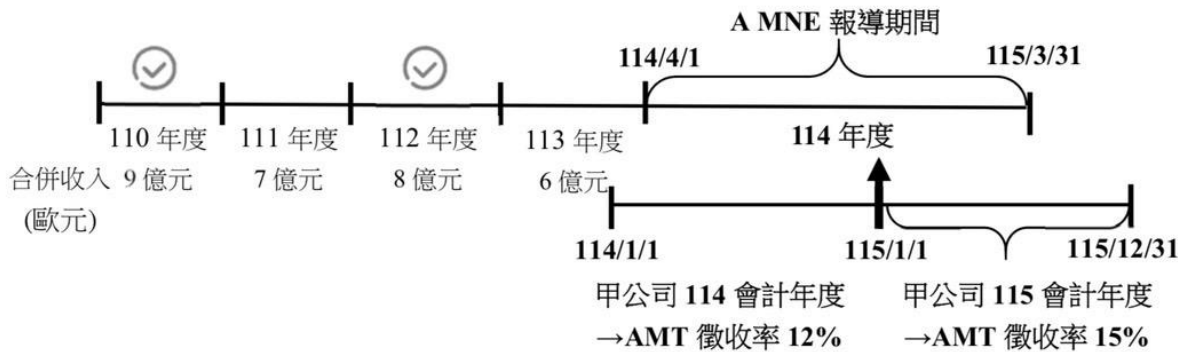 A MNE 報導期間
114/4/1 115/3/31
110 年度 111 年度 112 年度 113 年度 114 年度
合併收入 9 億元 7 億元 8 億元 6 億元
(歐元)
114/1/1 115/1/1 115/12/31
甲公司 114 會計年度 甲公司 115 會計年度
→AMT 徵收率 12% →AMT 徵收率 15%